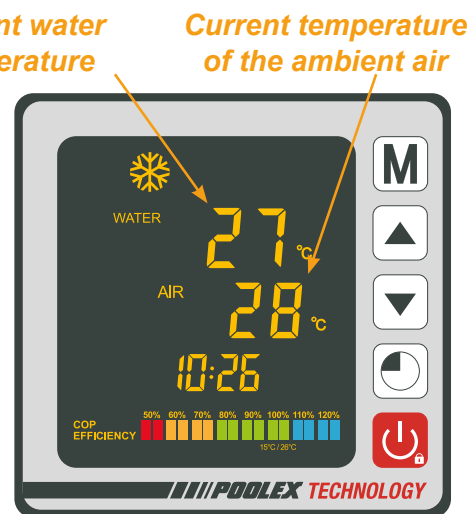 nt water
erature
Current temperature
of the ambient air
M
WATER
27 °C
AIR
28 °C
10:26
COP
EFFICIENCY
50% 60% 70% 80% 90% 100% 110% 120%
15°C / 26°C
POOLEX TECHNOLOGY